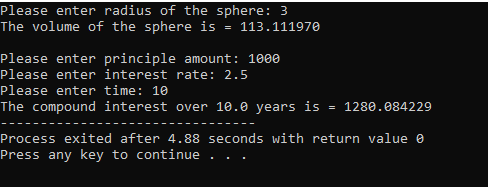 Please enter radius of the sphere: 3
The volume of the sphere is = 113.111970
Please enter principle amount: 1000
Please enter interest rate: 2.5
Please enter time: 10
The compound interest over 10.0 years is = 1280.084229
--------------------------------
Process exited after 4.88 seconds with return value 0
Press any key to continue . . .